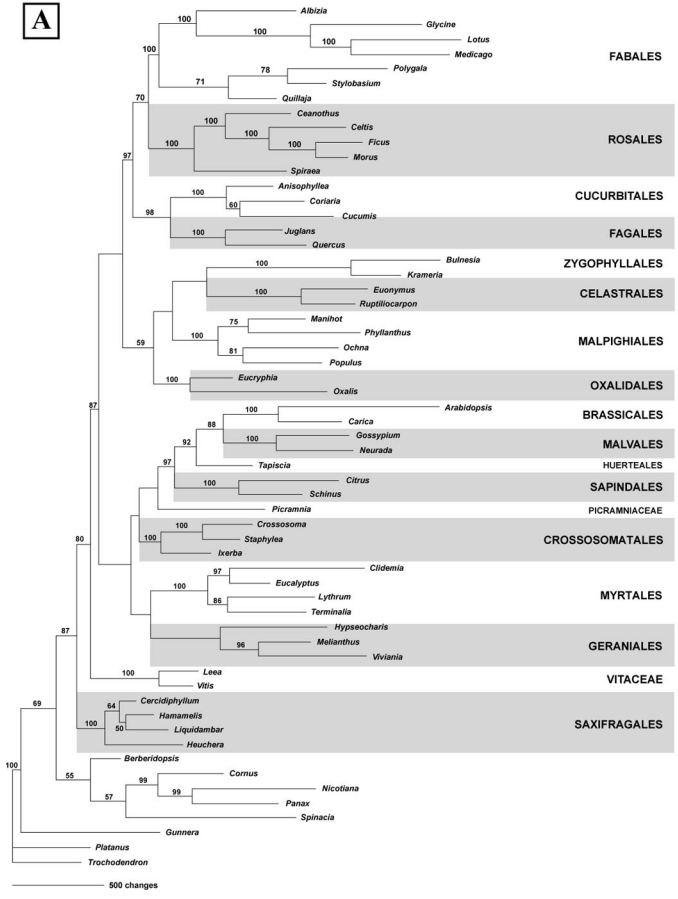 A
Albizia
100
Glycine
100
100
Lotus
100
Medicago
FABALES
Polygala
78
71
Stylobasium
Quillaja
70
Ceanothus
100
Celtis
100
Ficus
100
100
Morus
ROSALES
Spiraea
97
Anisophyllea
100
Coriaria
60
Cucumis
CUCURBITALES
98
Juglans
100
Quercus
FAGALES
Bulnesia
100
Krameria
ZYGOPHYLLALES
Euonymus
100
Ruptiliocarpon
CELASTRALES
Manihot
75
Phyllanthus
100
Ochna
81
Populus
MALPIGHIALES
59
Eucryphia
100
Oxalis
OXALIDALES
87
Arabidopsis
100
Carica
BRASSICALES
88
Gossypium
100
Neurada
MALVALES
92
Tapiscia
HUERTEALES
97
Citrus
100
Schinus
SAPINDALES
Picramnia
PICRAMNIACEAE
Crossosoma
100
Staphylea
100
Ixerba
CROSSOSOMATALES
80
Clidemia
97
Eucalyptus
100
Lythrum
86
Terminalia
MYRTALES
Hypseocharis
Melianthus
96
Viviania
GERANIALES
87
Leea
100
Vitis
VITACEAE
Cercidiphyllum
64
Hamamelis
50
Liquidambar
100
Heuchera
SAXIFRAGALES
69
Berberidopsis
55
Cornus
99
Nicotiana
99
Panax
57
Spinacia
100
Gunnera
Platanus
Trochodendron
500 changes